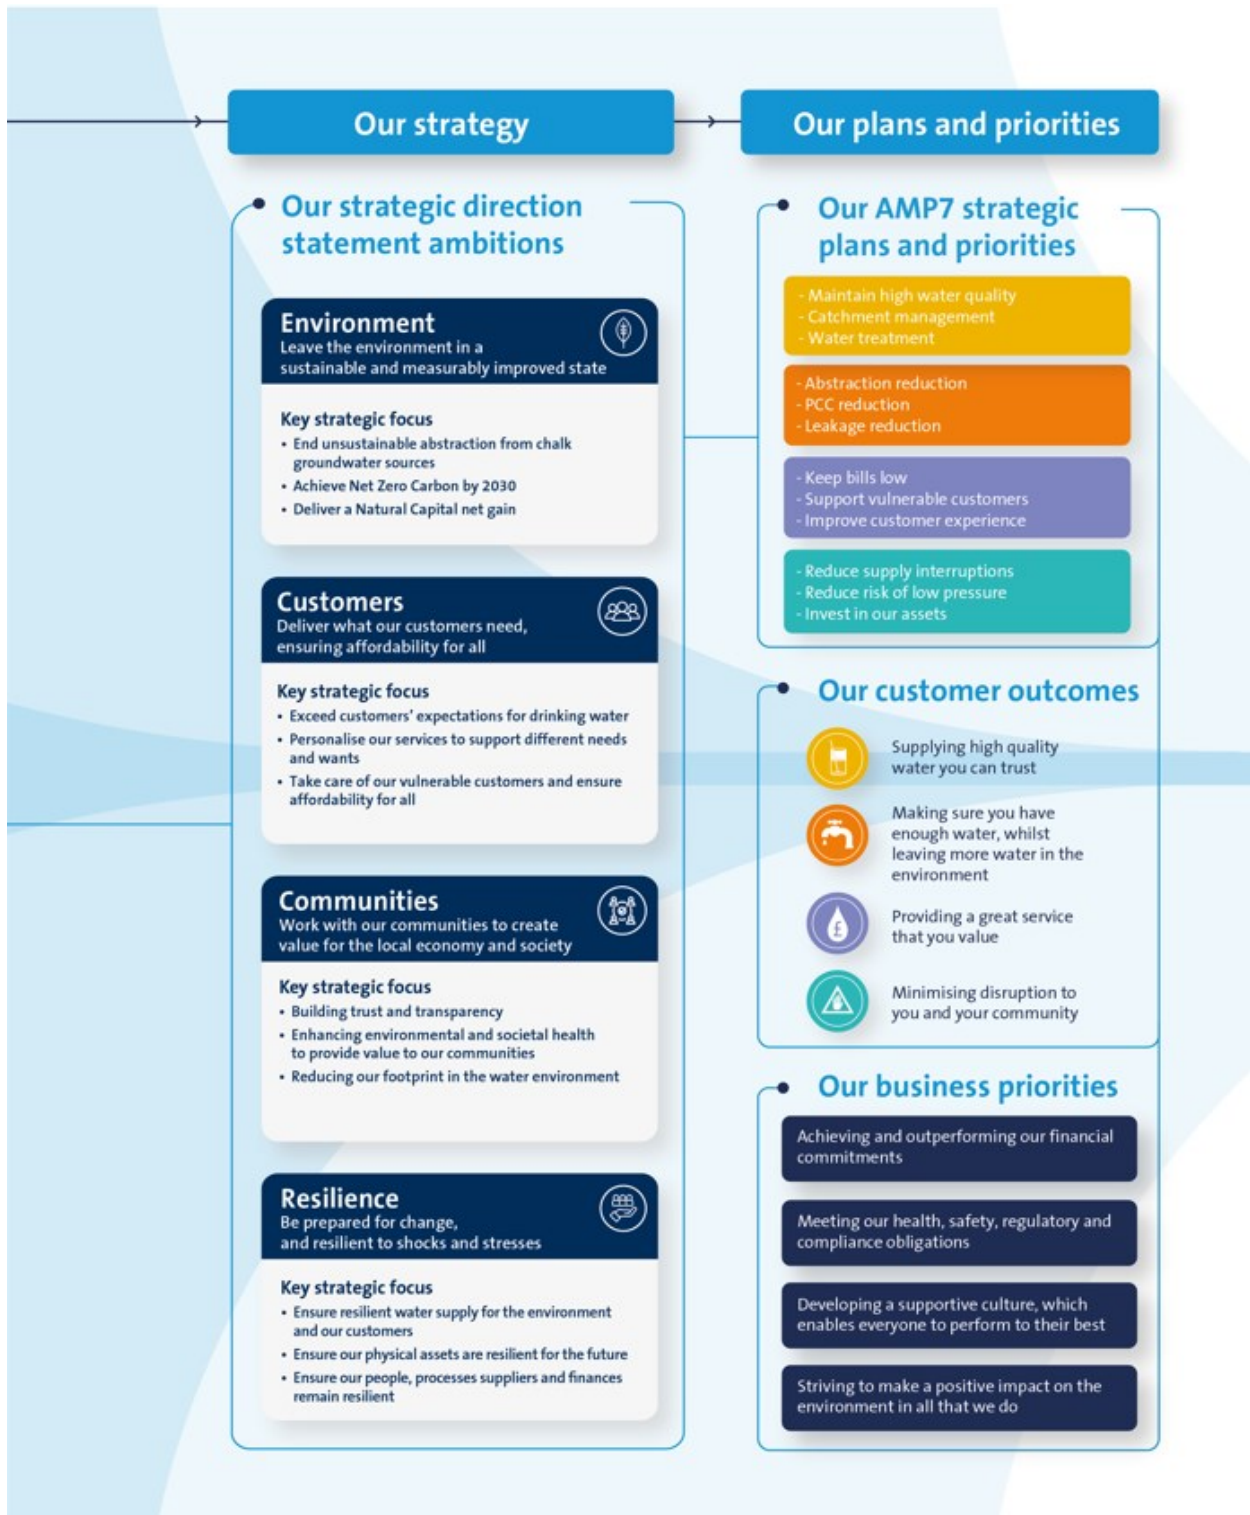 Our strategy
Our strategic direction
statement ambitions
Environment
Leave the environment in a
sustainable and measurably improved state
Key strategic focus
• End unsustainable abstraction from chalk
groundwater sources
• Achieve Net Zero Carbon by 2030
• Deliver a Natural Capital net gain
Customers
Deliver what our customers need,
ensuring affordability for all
Key strategic focus
• Exceed customers’ expectations for drinking water
• Personalise our services to support different needs
and wants
• Take care of our vulnerable customers and ensure
affordability for all
Communities
Work with our communities to create
value for the local economy and society
Key strategic focus
• Building trust and transparency
• Enhancing environmental and societal health
to provide value to our communities
• Reducing our footprint in the water environment
Resilience
Be prepared for change,
and resilient to shocks and stresses
Key strategic focus
• Ensure resilient water supply for the environment
and our customers
• Ensure our physical assets are resilient for the future
• Ensure our people, processes suppliers and finances
remain resilient
Our plans and priorities
Our AMP7 strategic
plans and priorities
- Maintain high water quality
- Catchment management
- Water treatment
- Abstraction reduction
- PCC reduction
- Leakage reduction
- Keep bills low
- Support vulnerable customers
- Improve customer experience
- Reduce supply interruptions
- Reduce risk of low pressure
- Invest in our assets
Our customer outcomes
Supplying high quality
water you can trust
Making sure you have
enough water, whilst
leaving more water in the
environment
£
Providing a great service
that you value
Minimising disruption to
you and your community
Our business priorities
Achieving and outperforming our financial
commitments
Meeting our health, safety, regulatory and
compliance obligations
Developing a supportive culture, which
enables everyone to perform to their best
Striving to make a positive impact on the
environment in all that we do